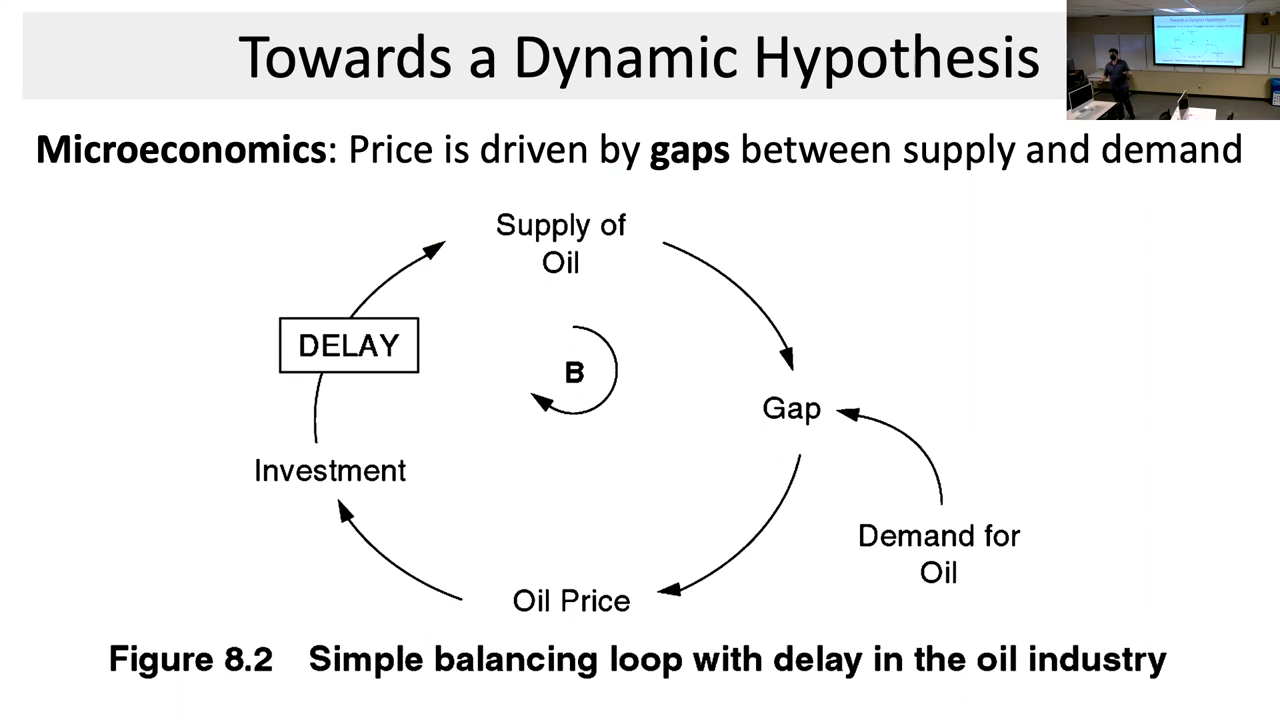 Towards a Dynamic Hypothesis
Microeconomics: Price is driven by gaps between supply and demand
Supply of
Oil
DELAY
B
Gap
Investment
Demand for
Oil
Oil Price
Figure 8.2 Simple balancing loop with delay in the oil industry